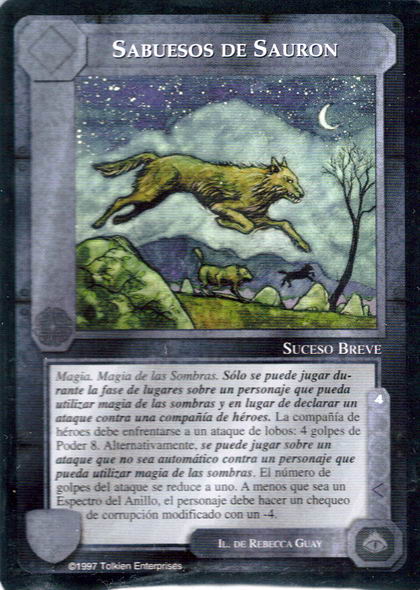 SABUESOS DE SAURON
SUCESO BREVE
Magia. Magia de las Sombras. Sólo se puede jugar du-
rante la fase de lugares sobre un personaje que pueda
utilizar magia de las sombras y en lugar de declarar un
ataque contra una compañía de héroes. La compañía de
héroes debe enfrentarse a un ataque de lobos: 4 golpes de
Poder 8. Alternativamente, se puede jugar sobre un
ataque que no sea automático contra un personaje que
pueda utilizar magia de las sombras. El número de
golpes del ataque se reduce a uno. A menos que sea un
Espectro del Anillo, el personaje debe hacer un chequeo
de corrupción modificado con un -4.
4
IL. DE REBECCA GUAY
©1997 Tolkien Enterprises